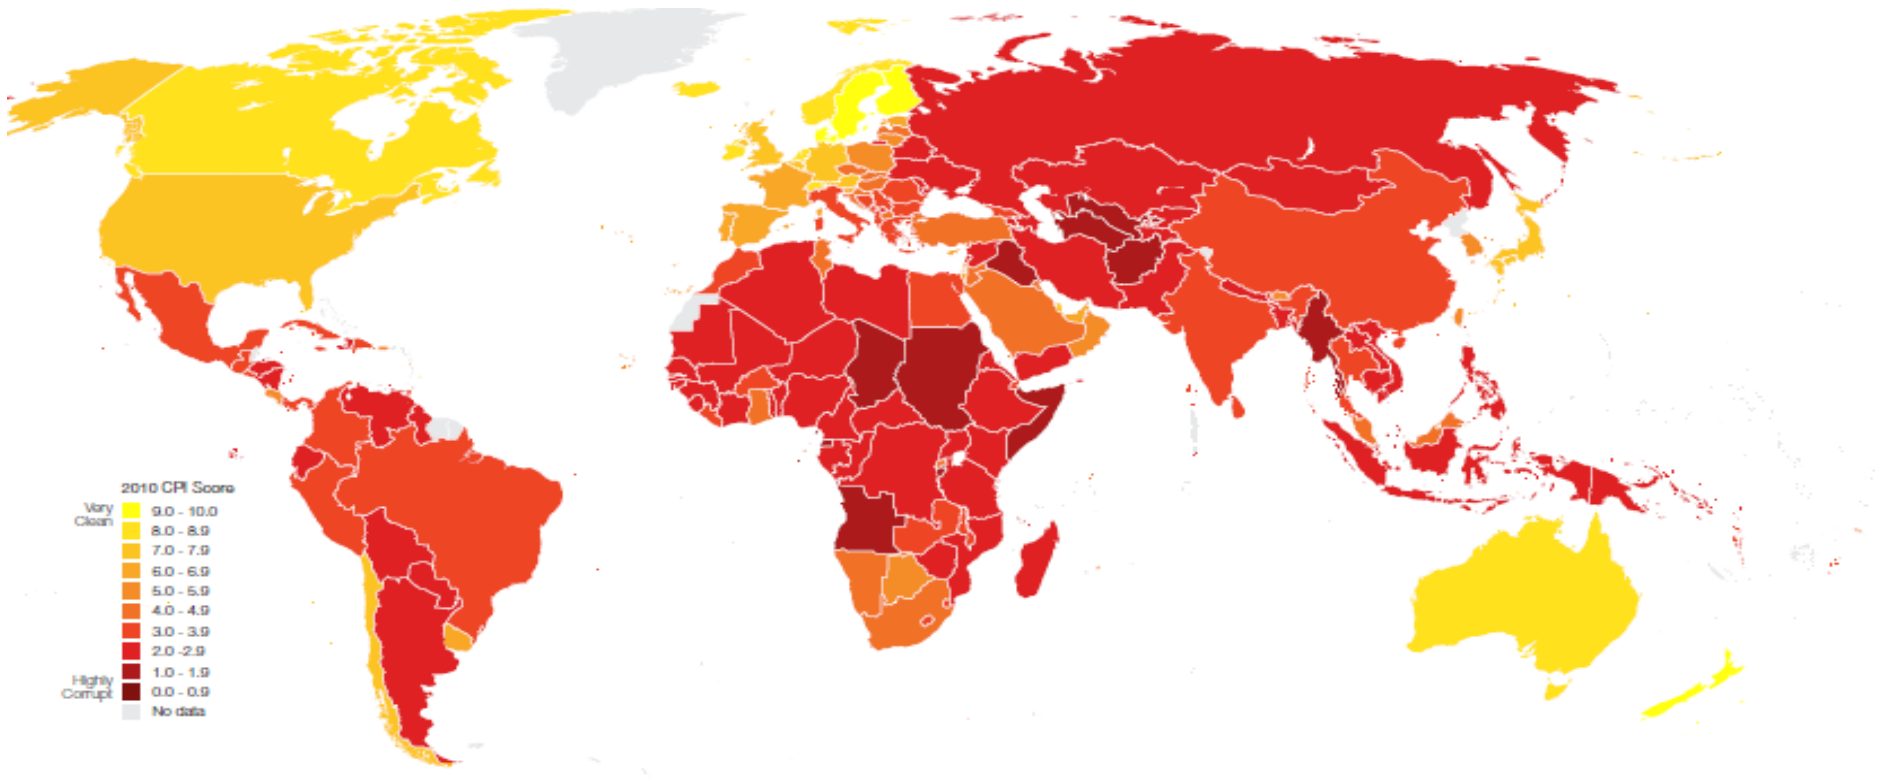 2010 CPI Score
Very
Clean
9.0 - 10.0
8.0 - 8.9
7.0 - 7.9
6.0 - 6.9
5.0 - 5.9
4.0 - 4.9
3.0 - 3.9
2.0 -2.9
1.0 - 1.9
Highly
Corrupt
0.0 - 0.9
No data